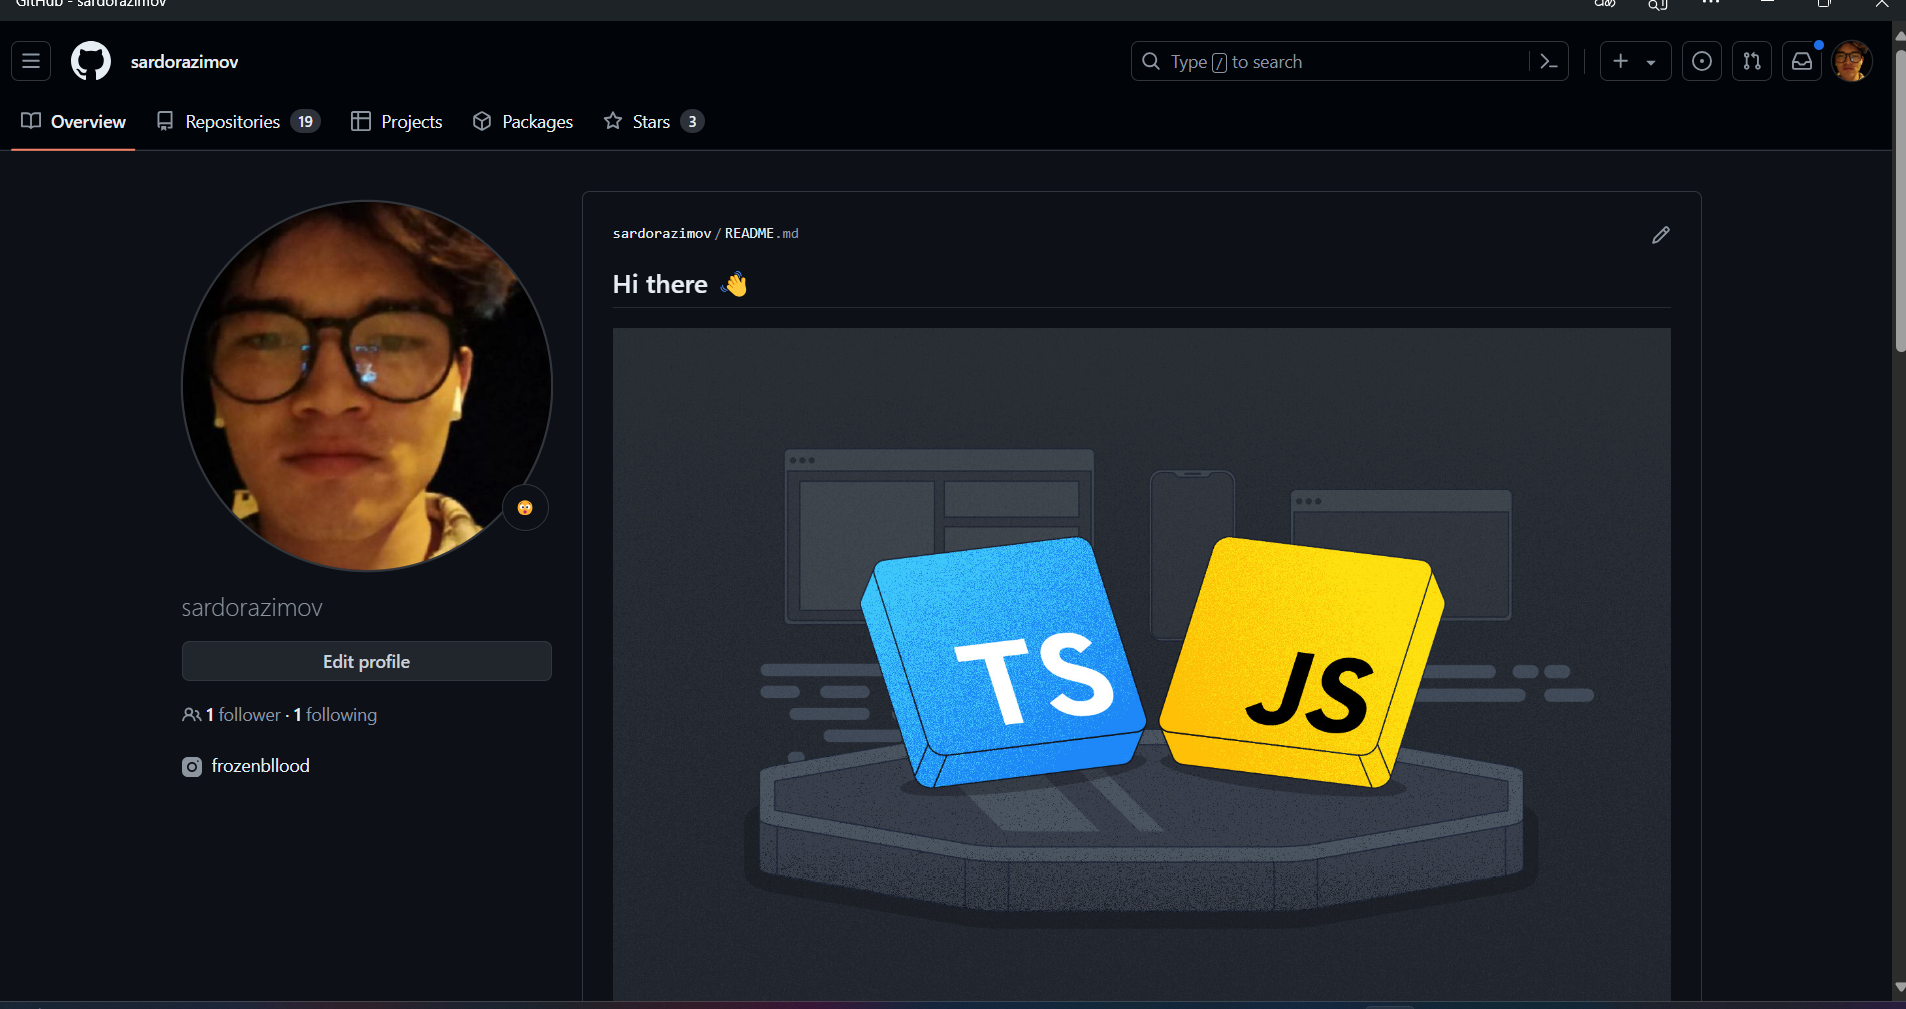 GitHub - sardorazimov
sardorazimov
Type / to search
Overview
Repositories 19
Projects
Packages
Stars 3
sardorazimov/README.md
Hi there 👋
TS
JS
sardorazimov
Edit profile
1 follower · 1 following
frozenbllood